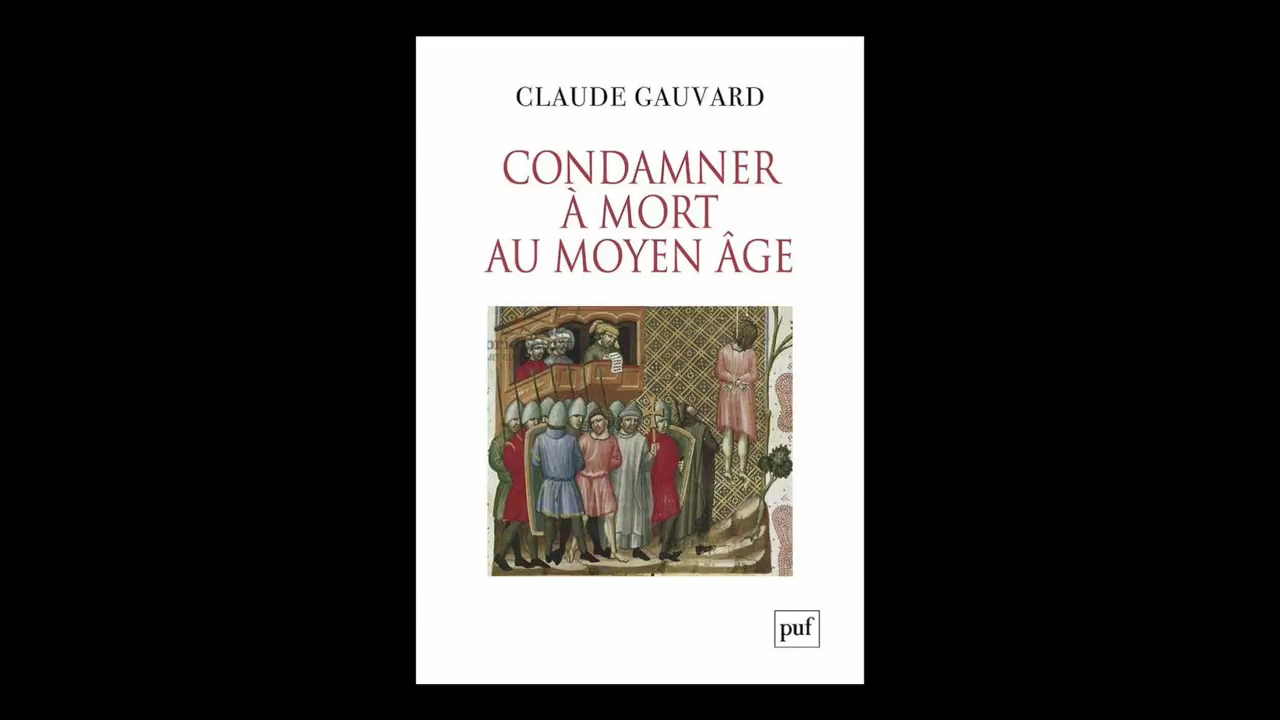 CLAUDE GAUVARD
CONDAMNER
À MORT
AU MOYEN ÂGE
puf